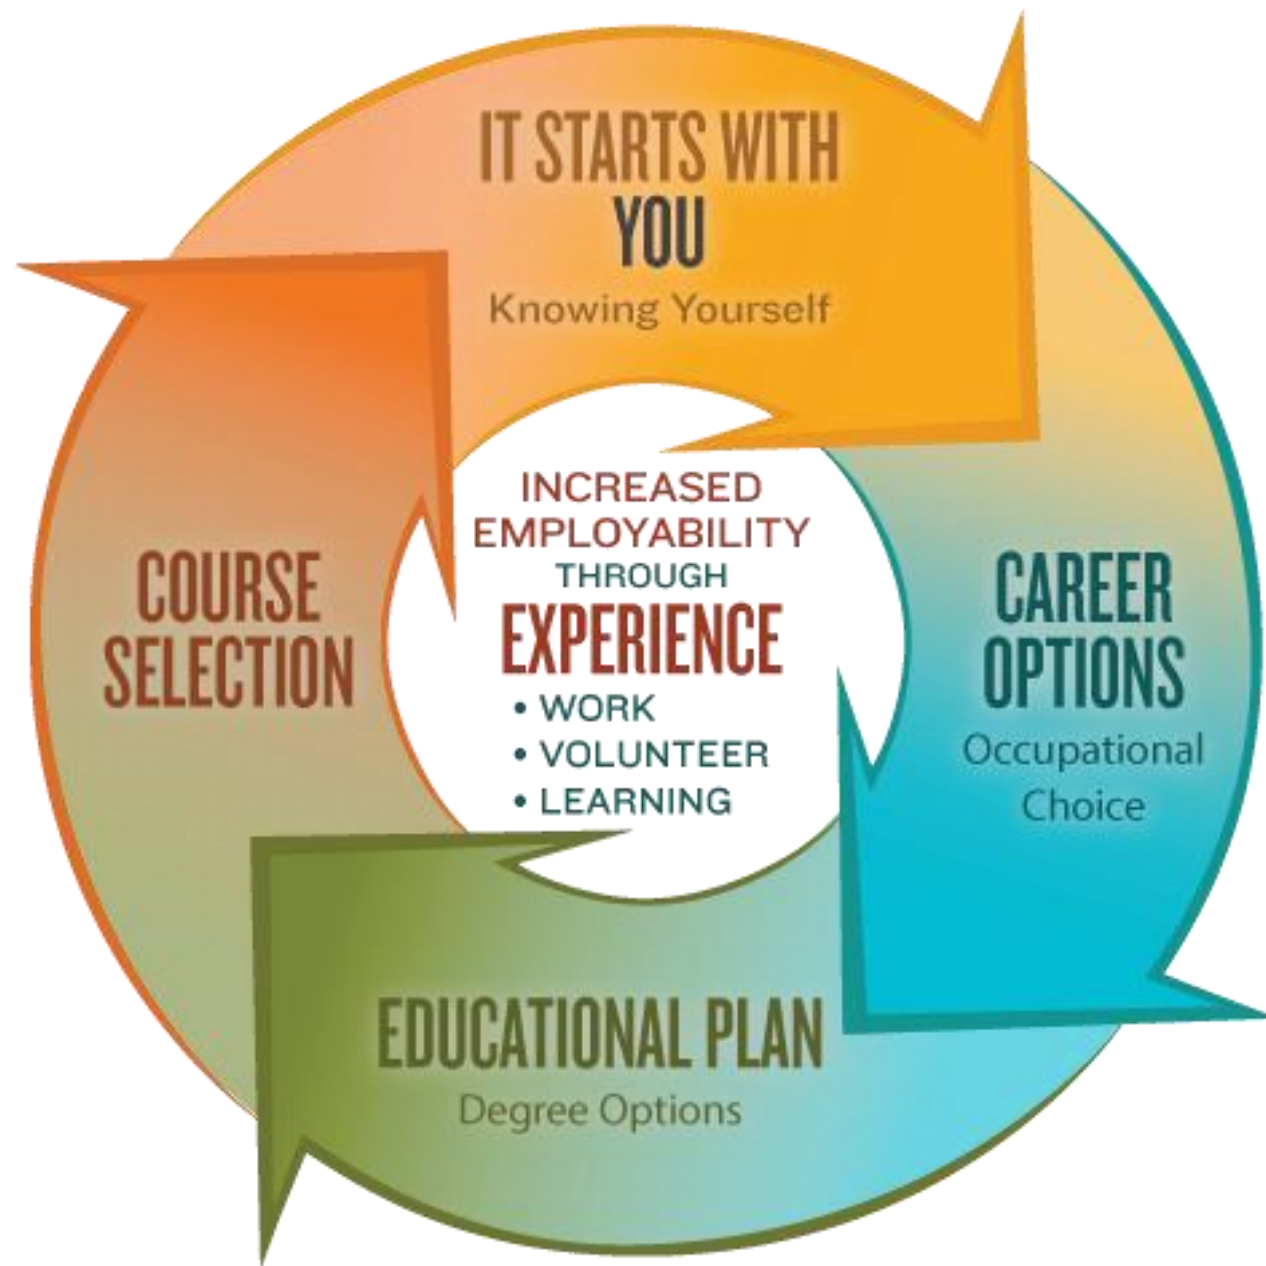 IT STARTS WITH
YOU
Knowing Yourself
CAREER
OPTIONS
Occupational
Choice
EDUCATIONAL PLAN
Degree Options
COURSE
SELECTION
INCREASED
EMPLOYABILITY
THROUGH
EXPERIENCE
• WORK
• VOLUNTEER
• LEARNING